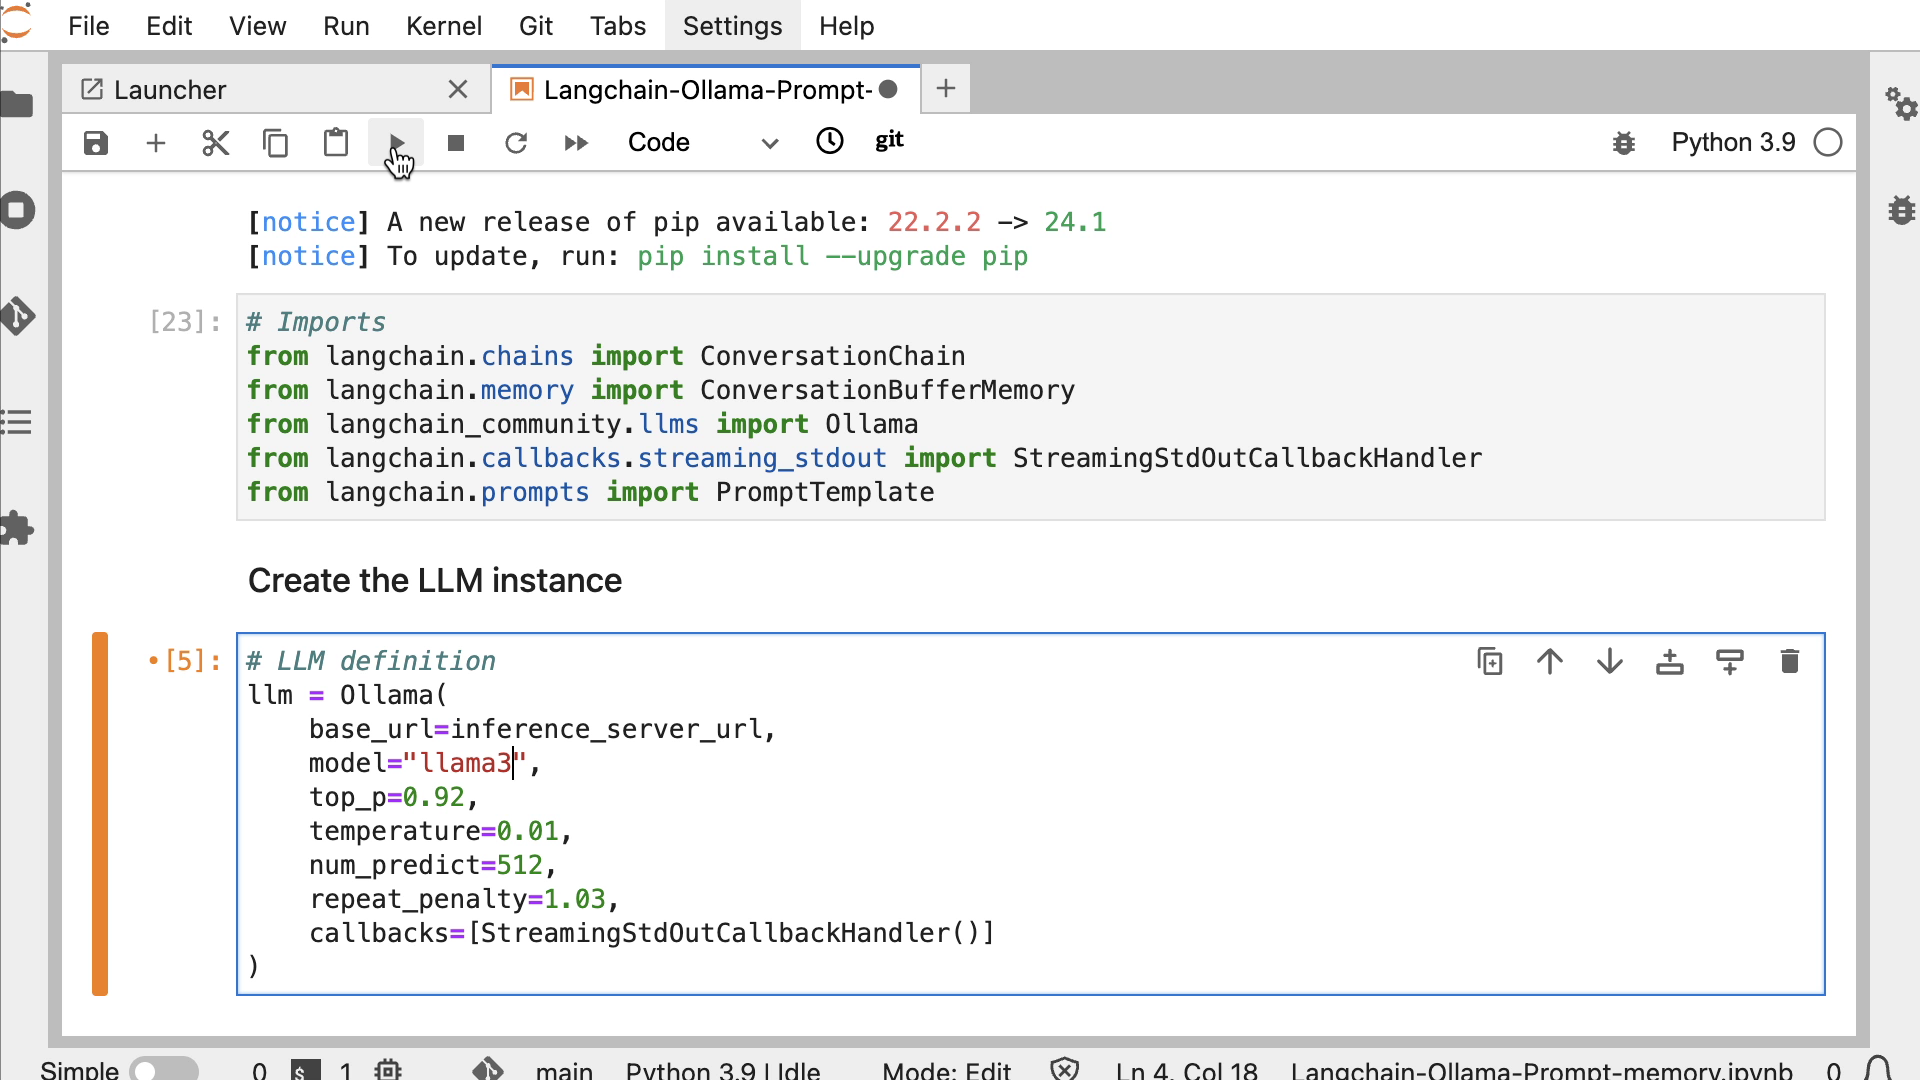 File Edit View Run Kernel Git Tabs Settings Help
Launcher Langchain-Ollama-Prompt-
Code git Python 3.9
[notice] A new release of pip available: 22.2.2 -> 24.1
[notice] To update, run: pip install --upgrade pip
[23]: # Imports
from langchain.chains import ConversationChain
from langchain.memory import ConversationBufferMemory
from langchain_community.llms import Ollama
from langchain.callbacks.streaming_stdout import StreamingStdOutCallbackHandler
from langchain.prompts import PromptTemplate
Create the LLM instance
•[5]: # LLM definition
llm = Ollama(
    base_url=inference_server_url,
    model="llama3",
    top_p=0.92,
    temperature=0.01,
    num_predict=512,
    repeat_penalty=1.03,
    callbacks=[StreamingStdOutCallbackHandler()]
)
Simple 0 $ 1 main Python 3.9 | Idle Mode: Edit Ln 4, Col 18 Langchain-Ollama-Prompt-memory.ipynb 0